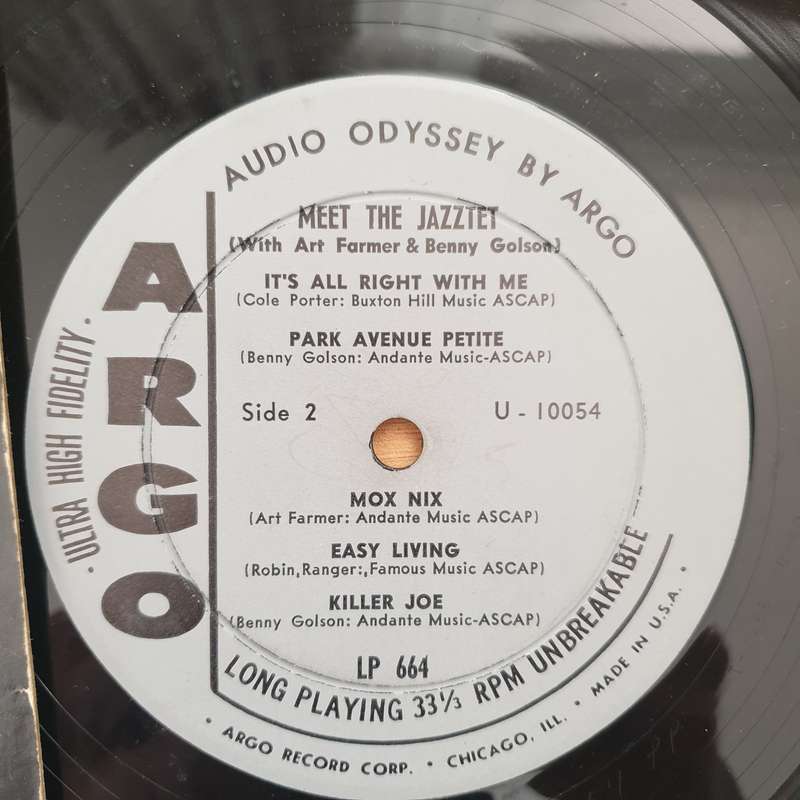 AUDIO ODYSSEY BY ARGO
ARGO
· ULTRA HIGH FIDELITY ·
MEET THE JAZZTET
(With Art Farmer & Benny Golson)
IT'S ALL RIGHT WITH ME
(Cole Porter: Buxton Hill Music ASCAP)
PARK AVENUE PETITE
(Benny Golson: Andante Music-ASCAP)
Side 2 U - 10054
MOX NIX
(Art Farmer: Andante Music ASCAP)
EASY LIVING
(Robin,Ranger:,Famous Music ASCAP)
KILLER JOE
(Benny Golson: Andante Music-ASCAP)
LP 664
LONG PLAYING 33⅓ RPM UNBREAKABLE
· ARGO RECORD CORP. · CHICAGO, ILL. · MADE IN U.S.A. ·